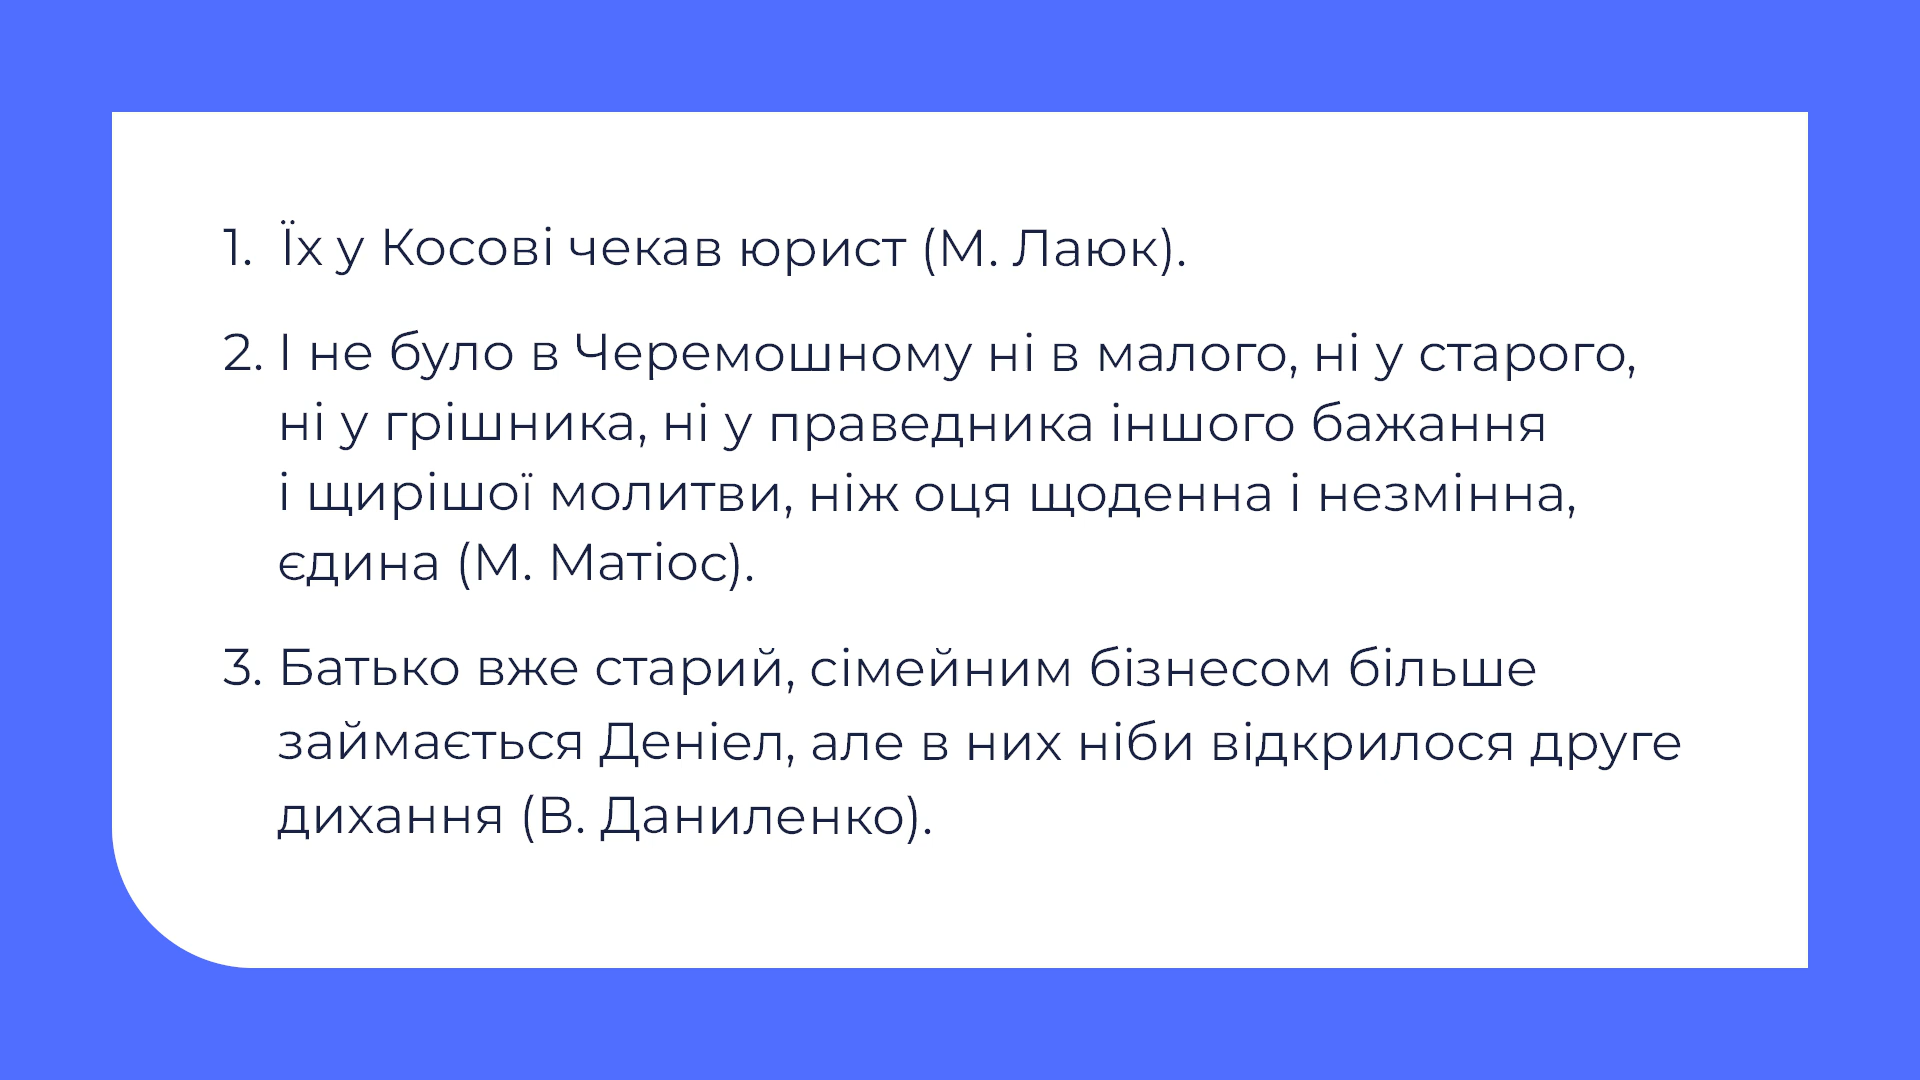 1. Їх у Косові чекав юрист (М. Лаюк).
2. І не було в Черемошному ні в малого, ні у старого,
ні у грішника, ні у праведника іншого бажання
і щирішої молитви, ніж оця щоденна і незмінна,
єдина (М. Матіос).
3. Батько вже старий, сімейним бізнесом більше
займається Деніел, але в них ніби відкрилося друге
дихання (В. Даниленко).